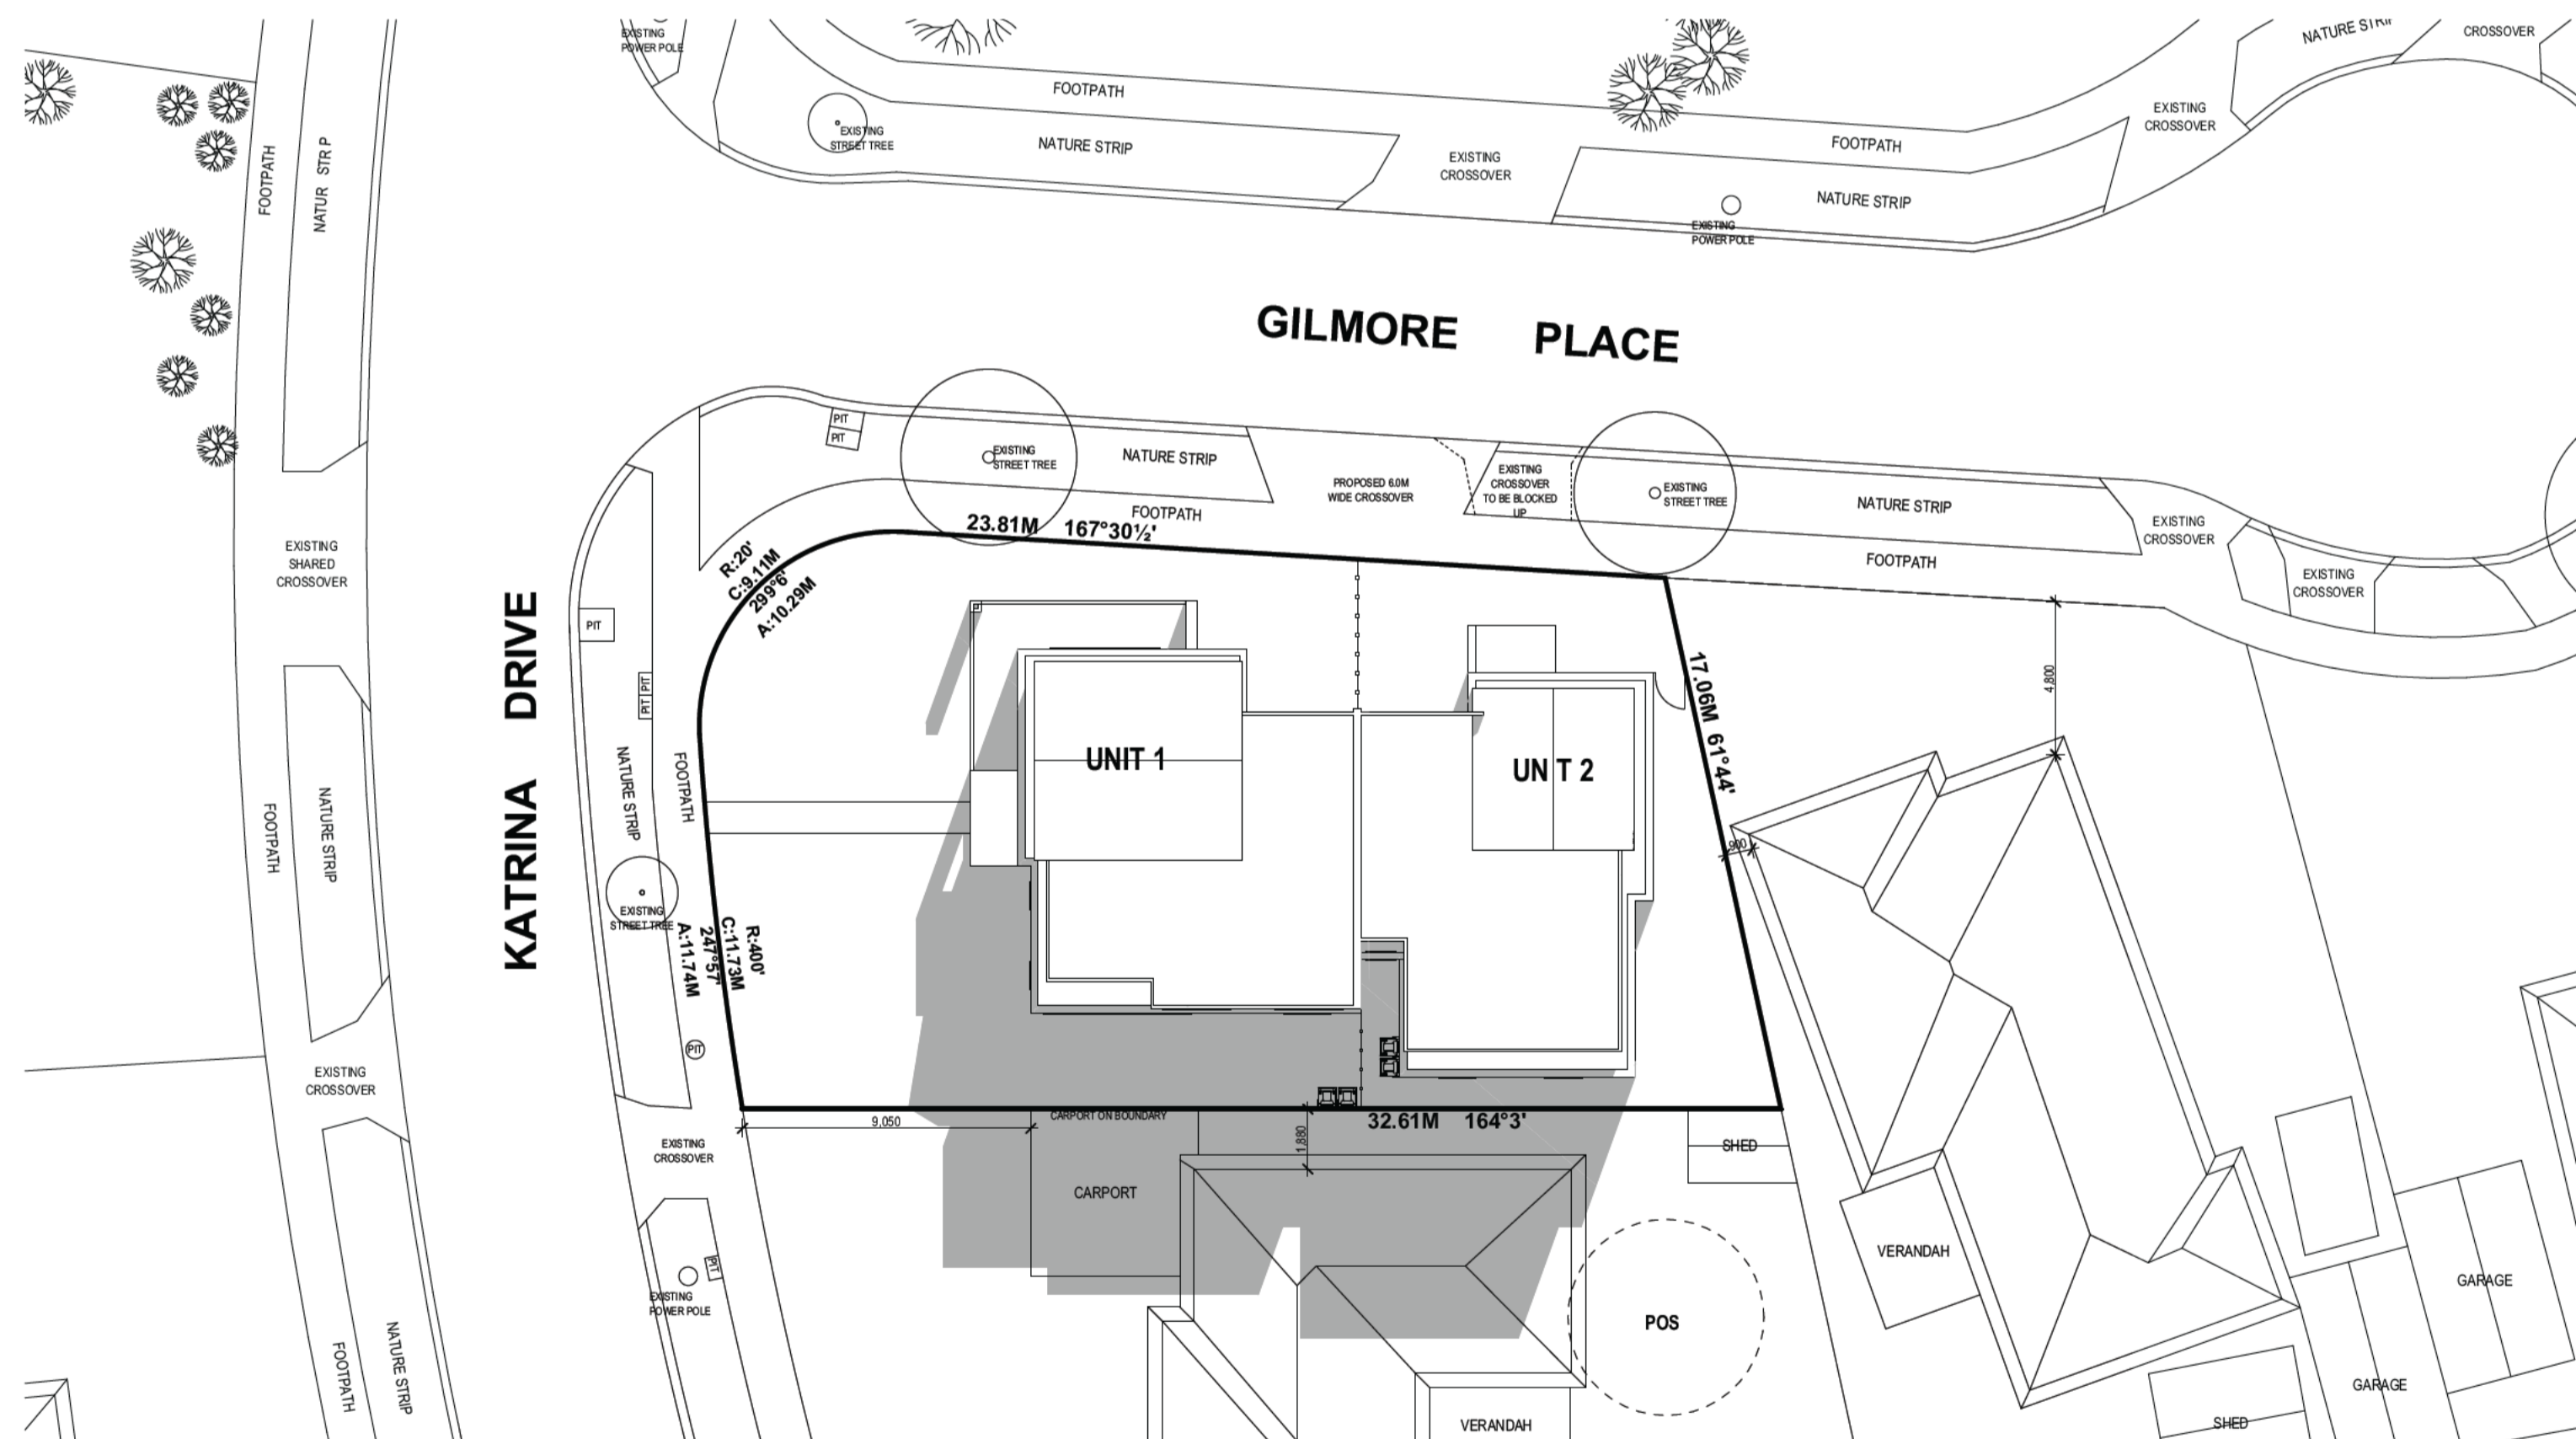 EXISTING
POWER POLE
NATURE STRIP
CROSSOVER
FOOTPATH
EXISTING
STREET TREE
NATURE STRIP
EXISTING
CROSSOVER
FOOTPATH
EXISTING
CROSSOVER
NATURE STRIP
EXISTING
POWER POLE
FOOTPATH
NATUR STR P
GILMORE PLACE
PIT
PIT
EXISTING
STREET TREE
NATURE STRIP
PROPOSED 6.0M
WIDE CROSSOVER
EXISTING
CROSSOVER
TO BE BLOCKED
UP
EXISTING
STREET TREE
NATURE STRIP
EXISTING
CROSSOVER
FOOTPATH
FOOTPATH
EXISTING
CROSSOVER
23.81M 167°30½'
R:20'
C:9.11M
299°6'
A:10.29M
EXISTING
SHARED
CROSSOVER
KATRINA DRIVE
PIT
PIT PIT
NATURE STRIP
FOOTPATH
UNIT 1
UN T 2
17.06M 61°44'
4,800
900
FOOTPATH
NATURE STRIP
EXISTING
STREET TREE
R:400'
C:11.73M
247°57'
A:11.74M
PIT
EXISTING
CROSSOVER
EXISTING
CROSSOVER
9,050
CARPORT ON BOUNDARY
1,880
32.61M 164°3'
SHED
CARPORT
PIT
EXISTING
POWER POLE
POS
VERANDAH
VERANDAH
GARAGE
GARAGE
SHED
FOOTPATH
NATURE STRIP